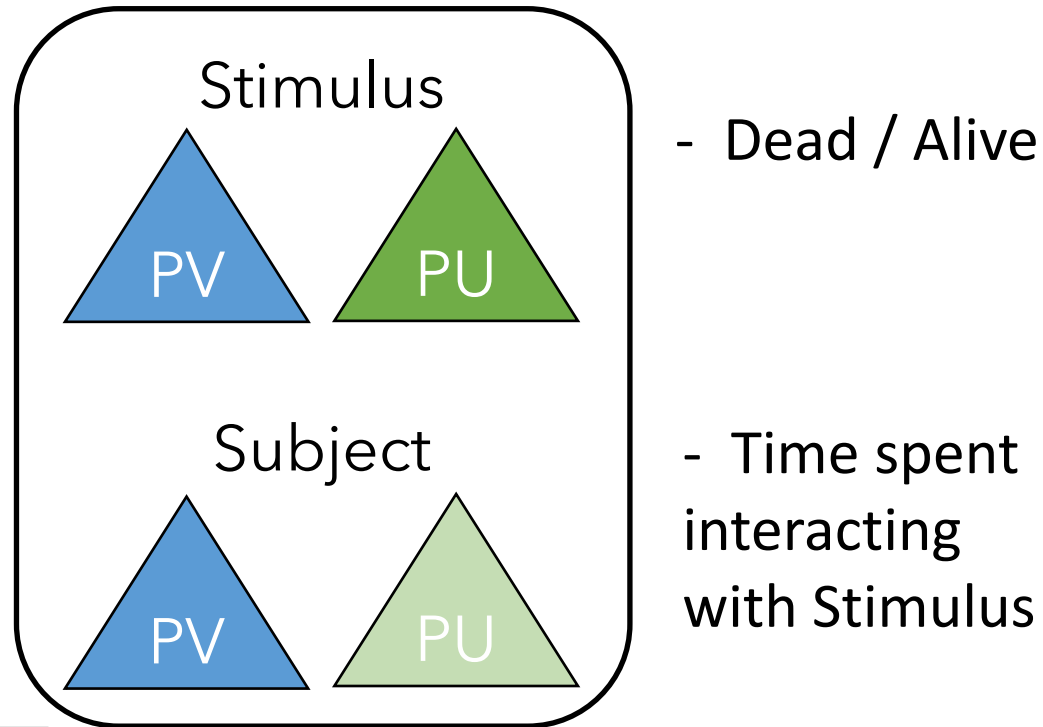 Stimulus
PV PU
- Dead / Alive
Subject
PV PU
- Time spent
interacting
with Stimulus